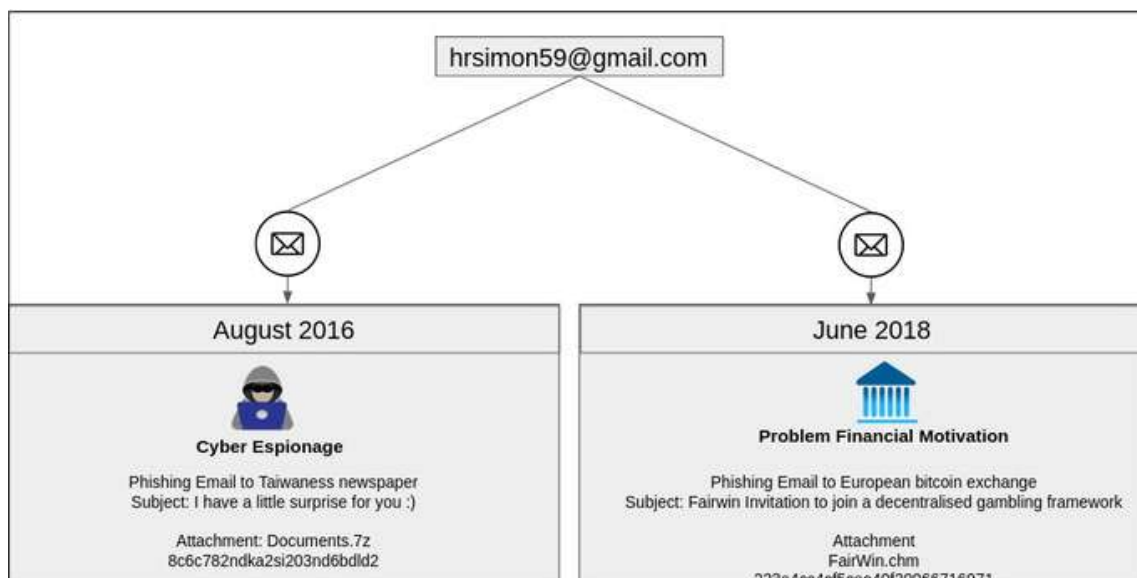 hrsimon59@gmail.com
August 2016
Cyber Espionage
Phishing Email to Taiwaness newspaper
Subject: I have a little surprise for you :)
Attachment: Documents.7z
8c6c782ndka2si203nd6bdld2
June 2018
Problem Financial Motivation
Phishing Email to European bitcoin exchange
Subject: Fairwin Invitation to join a decentralised gambling framework
Attachment
FairWin.chm